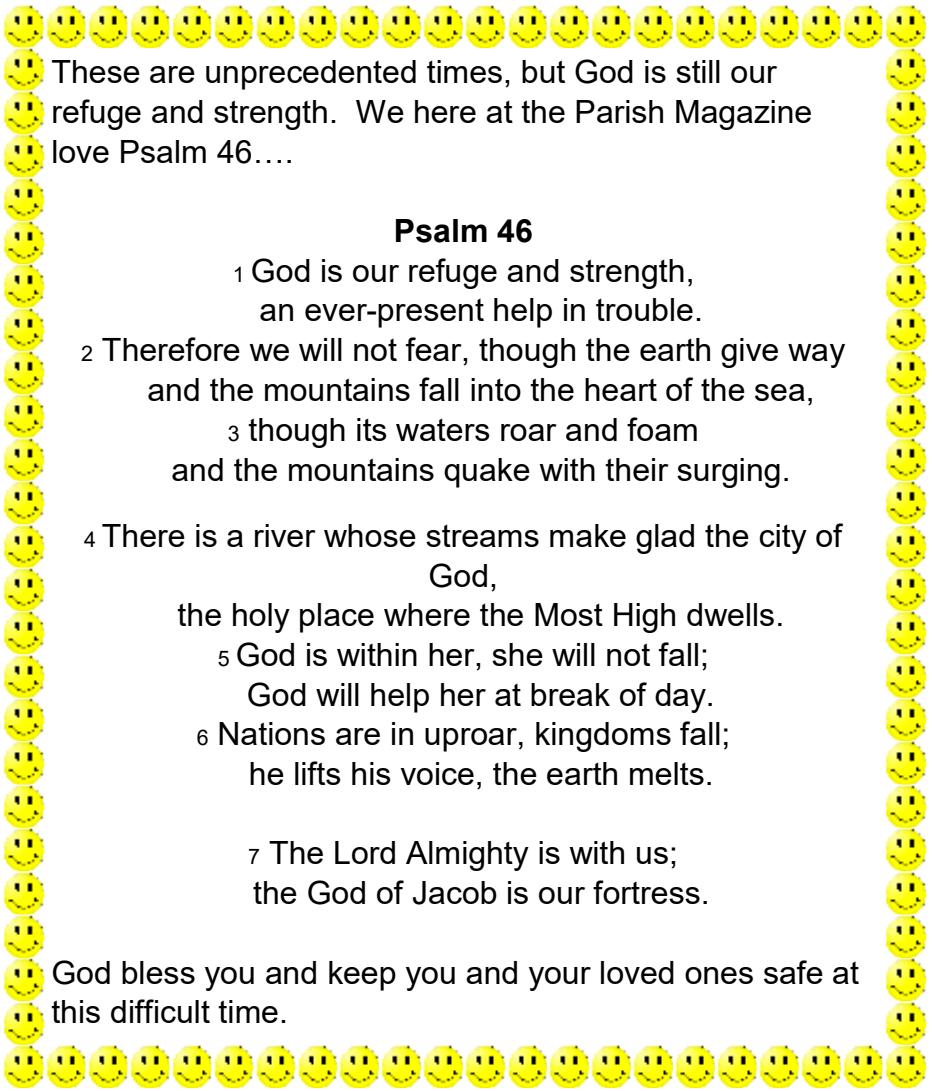 These are unprecedented times, but God is still our
refuge and strength.  We here at the Parish Magazine
love Psalm 46….
Psalm 46
1 God is our refuge and strength,
an ever-present help in trouble.
2 Therefore we will not fear, though the earth give way
and the mountains fall into the heart of the sea,
3 though its waters roar and foam
and the mountains quake with their surging.
4 There is a river whose streams make glad the city of
God,
the holy place where the Most High dwells.
5 God is within her, she will not fall;
God will help her at break of day.
6 Nations are in uproar, kingdoms fall;
he lifts his voice, the earth melts.
7 The Lord Almighty is with us;
the God of Jacob is our fortress.
God bless you and keep you and your loved ones safe at
this difficult time.